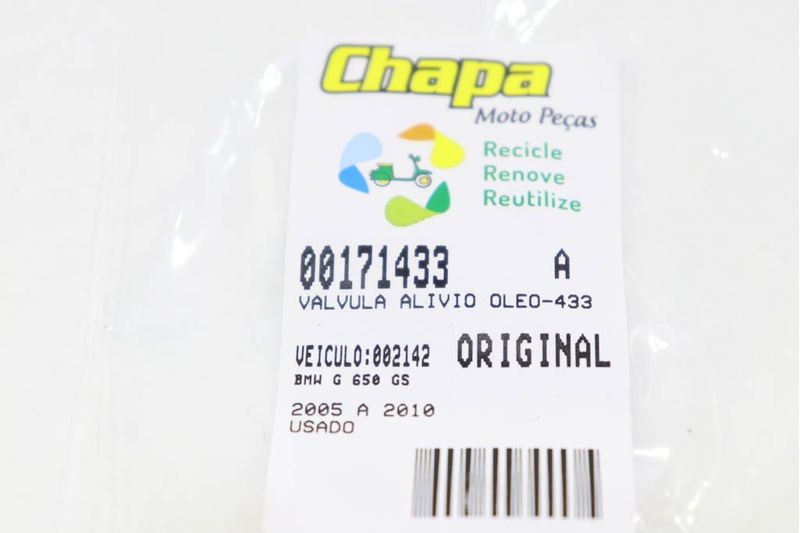 Chapa
Moto Peças
Recicle
Renove
Reutilize
00171433 A
VALVULA ALIVIO OLEO-433
VEICULO:002142 ORIGINAL
BMW G 650 GS
2005 A 2010
USADO